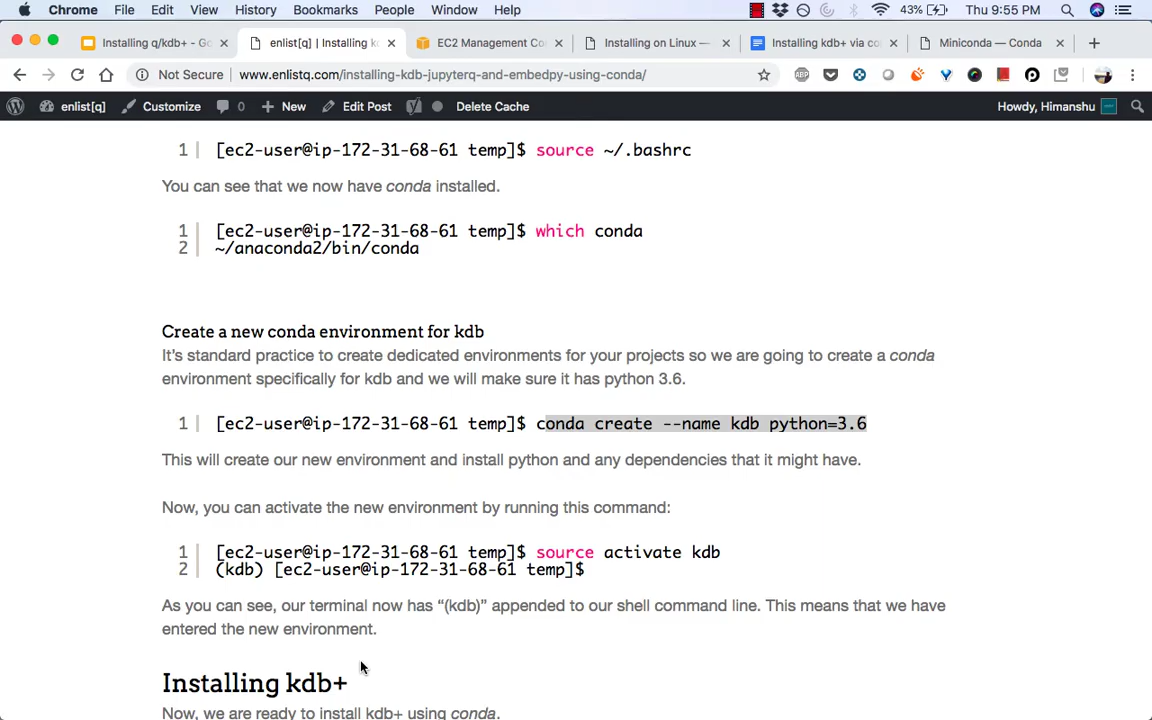 Chrome File Edit View History Bookmarks People Window Help 43% Thu 9:55 PM
Installing q/kdb+ - Go enlist[q] | Installing k EC2 Management Co Installing on Linux — Installing kdb+ via co Miniconda — Conda
Not Secure www.enlistq.com/installing-kdb-jupyterq-and-embedpy-using-conda/ ABP
enlist[q] Customize 0 New Edit Post Delete Cache Howdy, Himanshu
1 [ec2-user@ip-172-31-68-61 temp]$ source ~/.bashrc
You can see that we now have conda installed.
1 [ec2-user@ip-172-31-68-61 temp]$ which conda
2 ~/anaconda2/bin/conda
Create a new conda environment for kdb
It's standard practice to create dedicated environments for your projects so we are going to create a conda
environment specifically for kdb and we will make sure it has python 3.6.
1 [ec2-user@ip-172-31-68-61 temp]$ conda create --name kdb python=3.6
This will create our new environment and install python and any dependencies that it might have.
Now, you can activate the new environment by running this command:
1 [ec2-user@ip-172-31-68-61 temp]$ source activate kdb
2 (kdb) [ec2-user@ip-172-31-68-61 temp]$
As you can see, our terminal now has “(kdb)” appended to our shell command line. This means that we have
entered the new environment.
Installing kdb+
Now, we are ready to install kdb+ using conda.